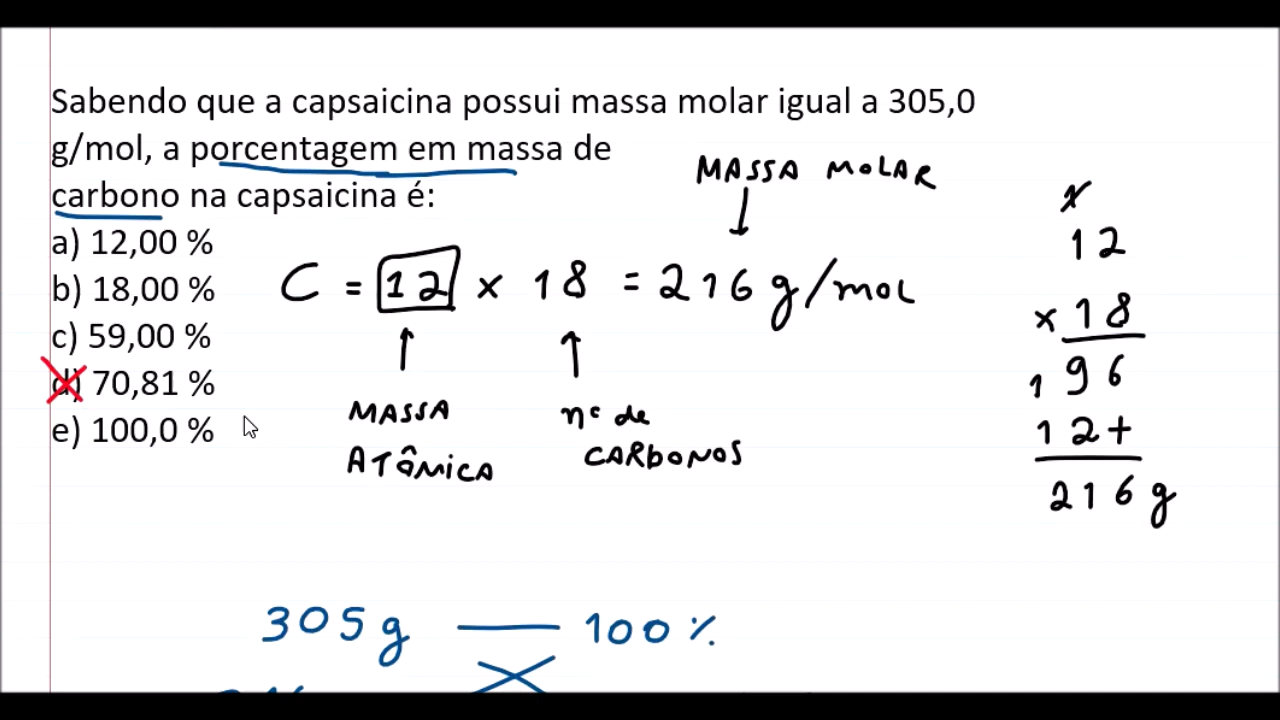 Sabendo que a capsaicina possui massa molar igual a 305,0
g/mol, a porcentagem em massa de
carbono na capsaicina é:
a) 12,00 %
b) 18,00 %
c) 59,00 %
d) 70,81 %
e) 100,0 %
MASSA MOLAR
C = 12 x 18 = 216 g/mol
MASSA
ATÔMICA
nº de
CARBONOS
1
12
x 18
196
12+
216 g
305 g — 100 %